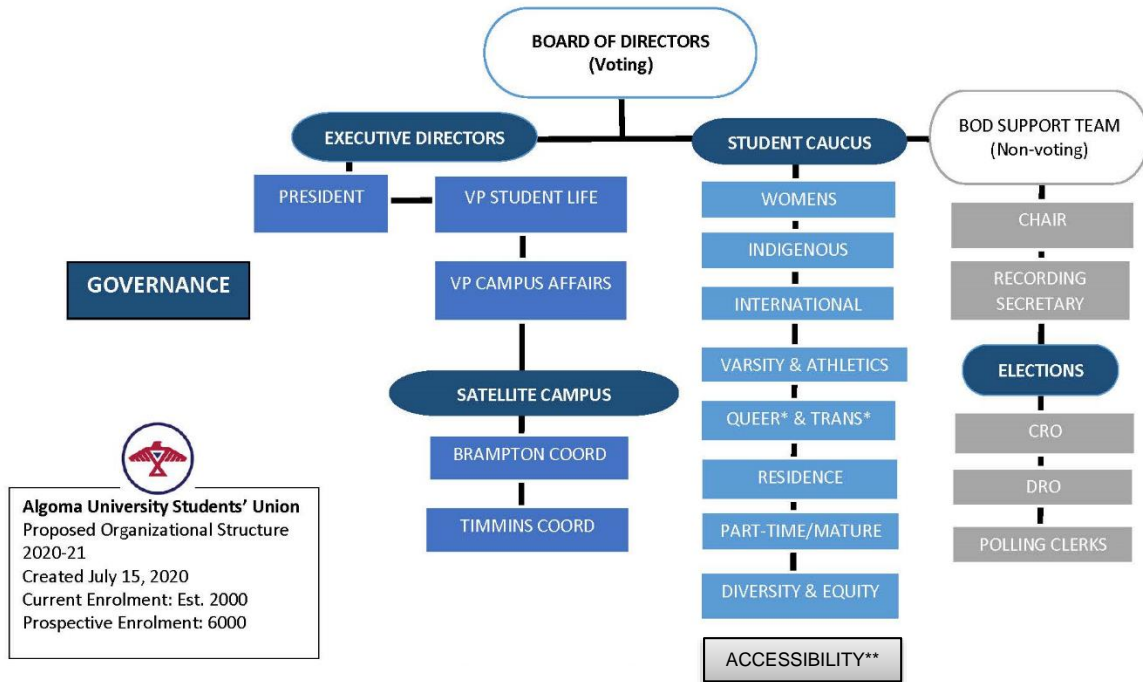 BOARD OF DIRECTORS
(Voting)
EXECUTIVE DIRECTORS
STUDENT CAUCUS
BOD SUPPORT TEAM
(Non-voting)
PRESIDENT
VP STUDENT LIFE
VP CAMPUS AFFAIRS
SATELLITE CAMPUS
BRAMPTON COORD
TIMMINS COORD
WOMENS
INDIGENOUS
INTERNATIONAL
VARSITY & ATHLETICS
QUEER* & TRANS*
RESIDENCE
PART-TIME/MATURE
DIVERSITY & EQUITY
ACCESSIBILITY**
CHAIR
RECORDING
SECRETARY
ELECTIONS
CRO
DRO
POLLING CLERKS
GOVERNANCE
Algoma University Students’ Union
Proposed Organizational Structure
2020-21
Created July 15, 2020
Current Enrolment: Est. 2000
Prospective Enrolment: 6000